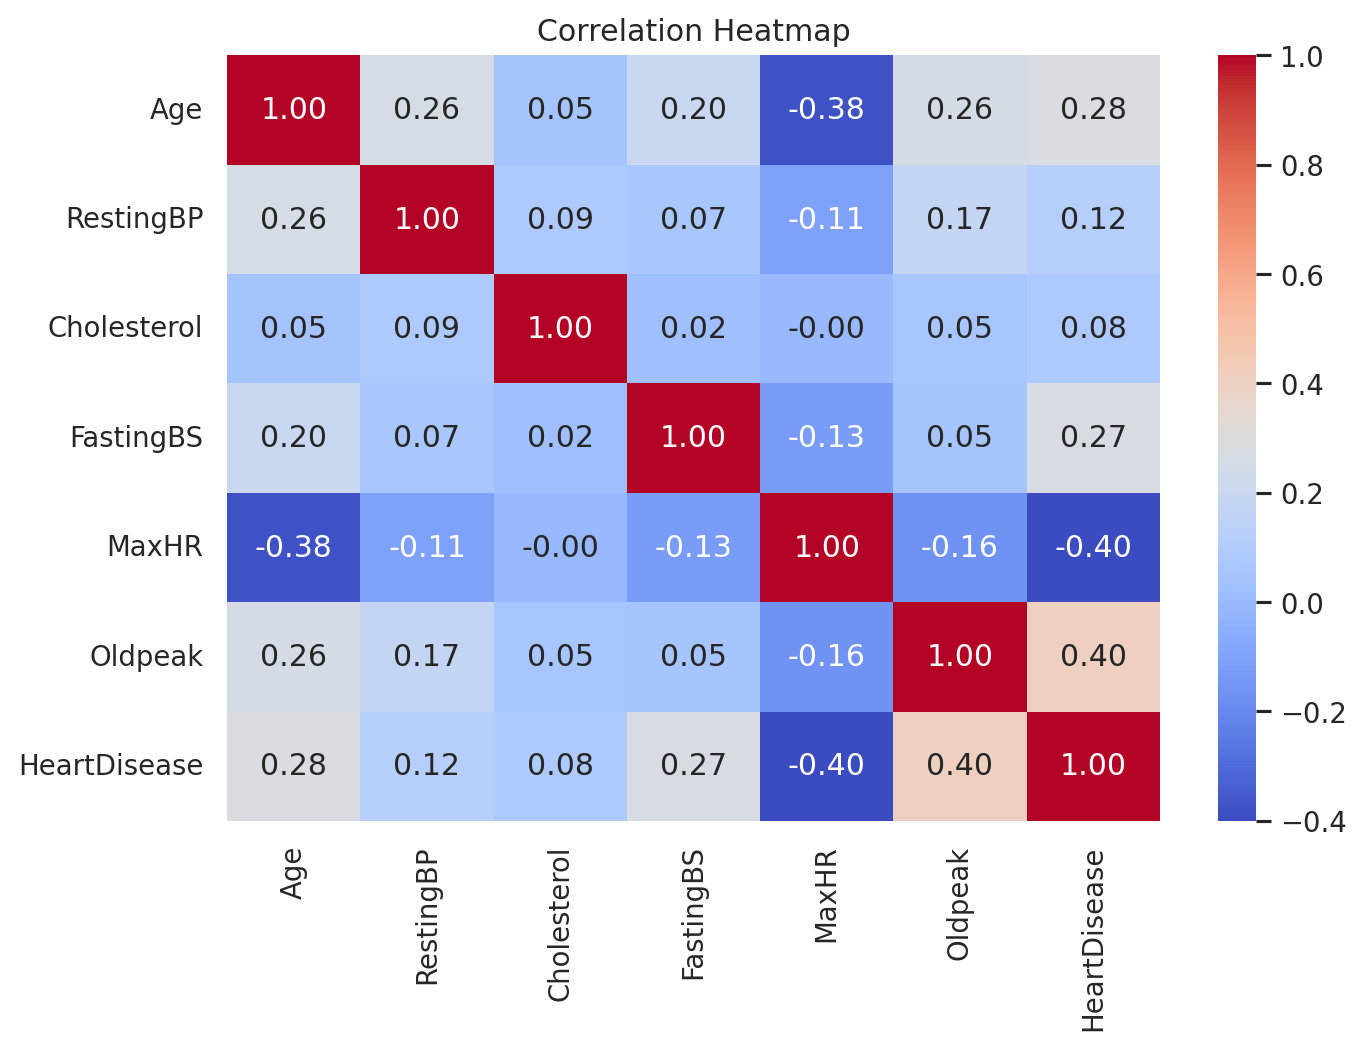 Correlation Heatmap
Age 1.00 0.26 0.05 0.20 -0.38 0.26 0.28
RestingBP 0.26 1.00 0.09 0.07 -0.11 0.17 0.12
Cholesterol 0.05 0.09 1.00 0.02 -0.00 0.05 0.08
FastingBS 0.20 0.07 0.02 1.00 -0.13 0.05 0.27
MaxHR -0.38 -0.11 -0.00 -0.13 1.00 -0.16 -0.40
Oldpeak 0.26 0.17 0.05 0.05 -0.16 1.00 0.40
HeartDisease 0.28 0.12 0.08 0.27 -0.40 0.40 1.00
Age
RestingBP
Cholesterol
FastingBS
MaxHR
Oldpeak
HeartDisease
1.0
0.8
0.6
0.4
0.2
0.0
−0.2
−0.4